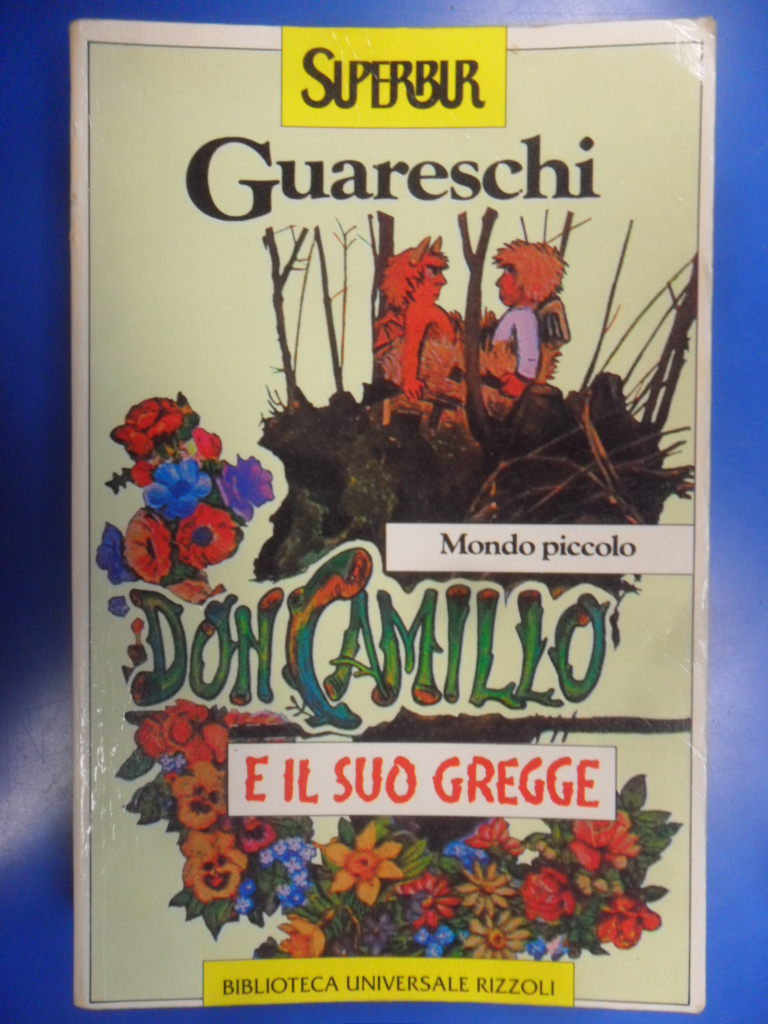 SUPERBUR
Guareschi
Mondo piccolo
DON CAMILLO
E IL SUO GREGGE
BIBLIOTECA UNIVERSALE RIZZOLI